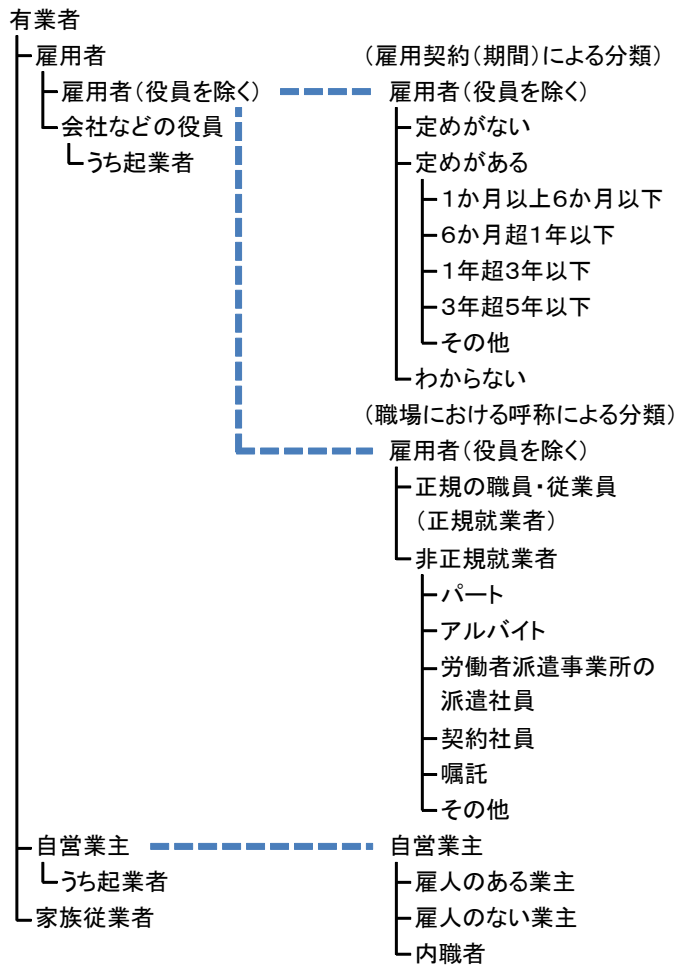 有業者
雇用者
雇用者（役員を除く）
会社などの役員
うち起業者
（雇用契約（期間）による分類）
雇用者（役員を除く）
定めがない
定めがある
１か月以上６か月以下
６か月超１年以下
１年超３年以下
３年超５年以下
その他
わからない
（職場における呼称による分類）
雇用者（役員を除く）
正規の職員・従業員
（正規就業者）
非正規就業者
パート
アルバイト
労働者派遣事業所の
派遣社員
契約社員
嘱託
その他
自営業主
うち起業者
家族従業者
自営業主
雇人のある業主
雇人のない業主
内職者